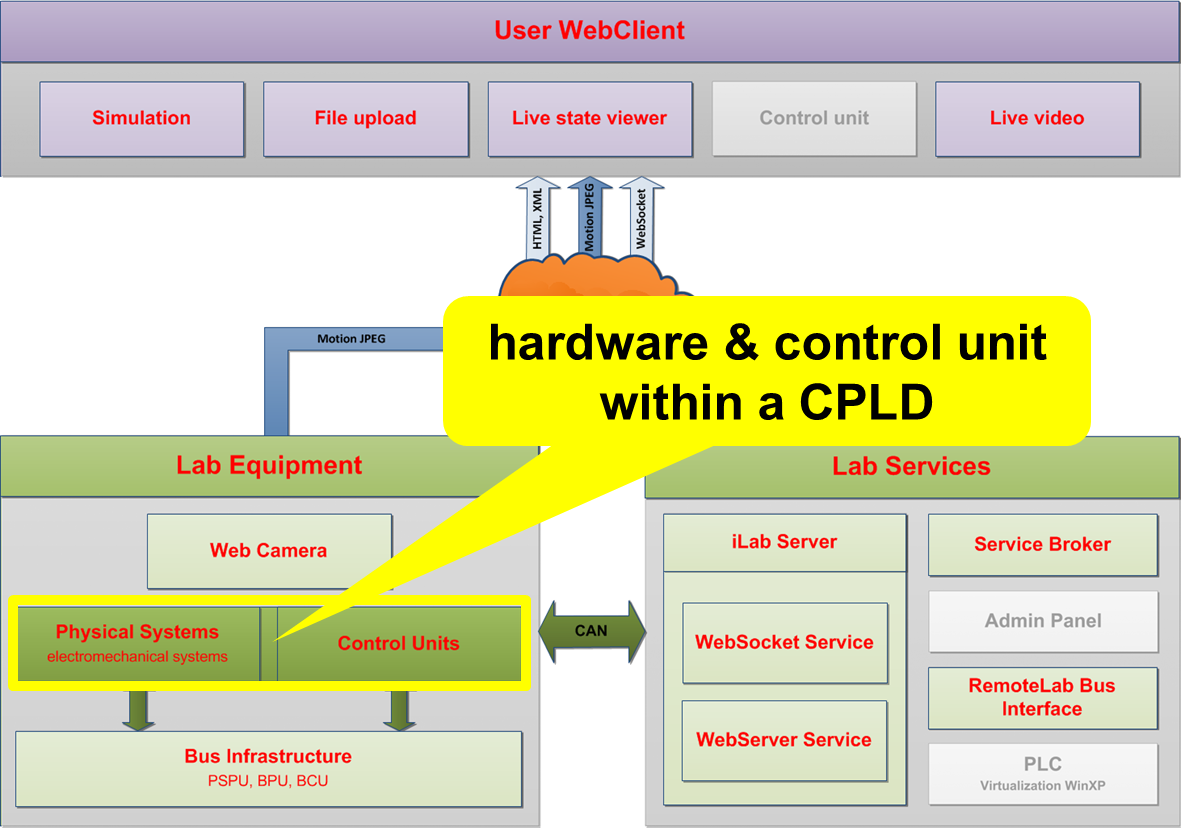 User WebClient
Simulation
File upload
Live state viewer
Control unit
Live video
HTML, XML
Motion JPEG
WebSocket
Motion JPEG
hardware & control unit
within a CPLD
Lab Equipment
Web Camera
Physical Systems
electromechanical systems
Control Units
Bus Infrastructure
PSPU, BPU, BCU
CAN
Lab Services
iLab Server
WebSocket Service
WebServer Service
Service Broker
Admin Panel
RemoteLab Bus
Interface
PLC
Virtualization WinXP